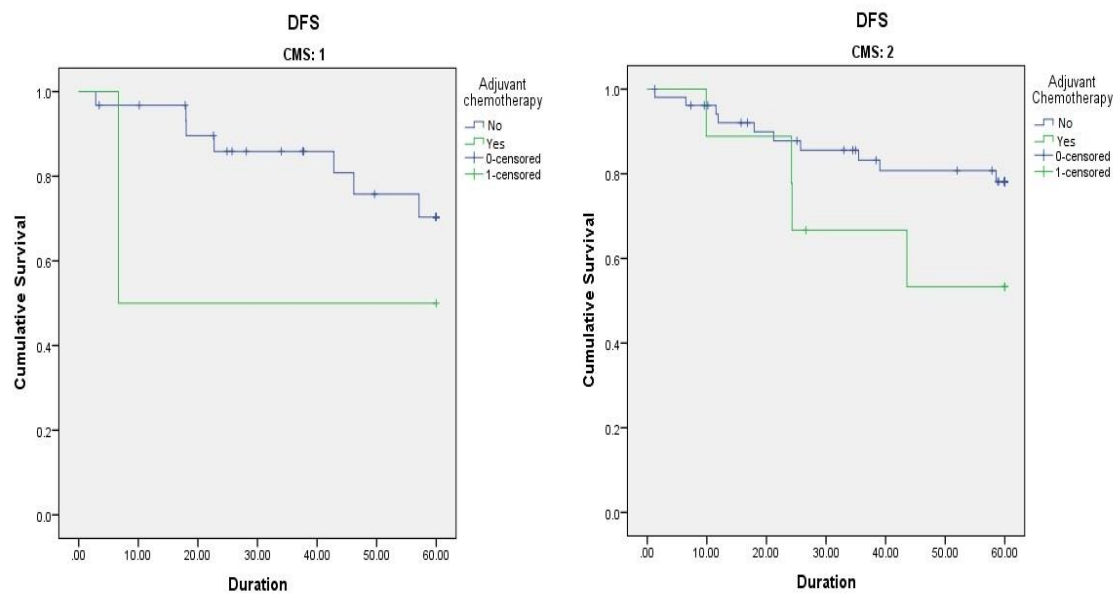 DFS
CMS: 1
Cumulative Survival
1.0
0.8
0.6
0.4
0.2
0.0
.00 10.00 20.00 30.00 40.00 50.00 60.00
Duration
Adjuvant
chemotherapy
No
Yes
0-censored
1-censored
DFS
CMS: 2
Cumulative Survival
1.0
0.8
0.6
0.4
0.2
0.0
.00 10.00 20.00 30.00 40.00 50.00 60.00
Duration
Adjuvant
Chemotherapy
No
Yes
0-censored
1-censored